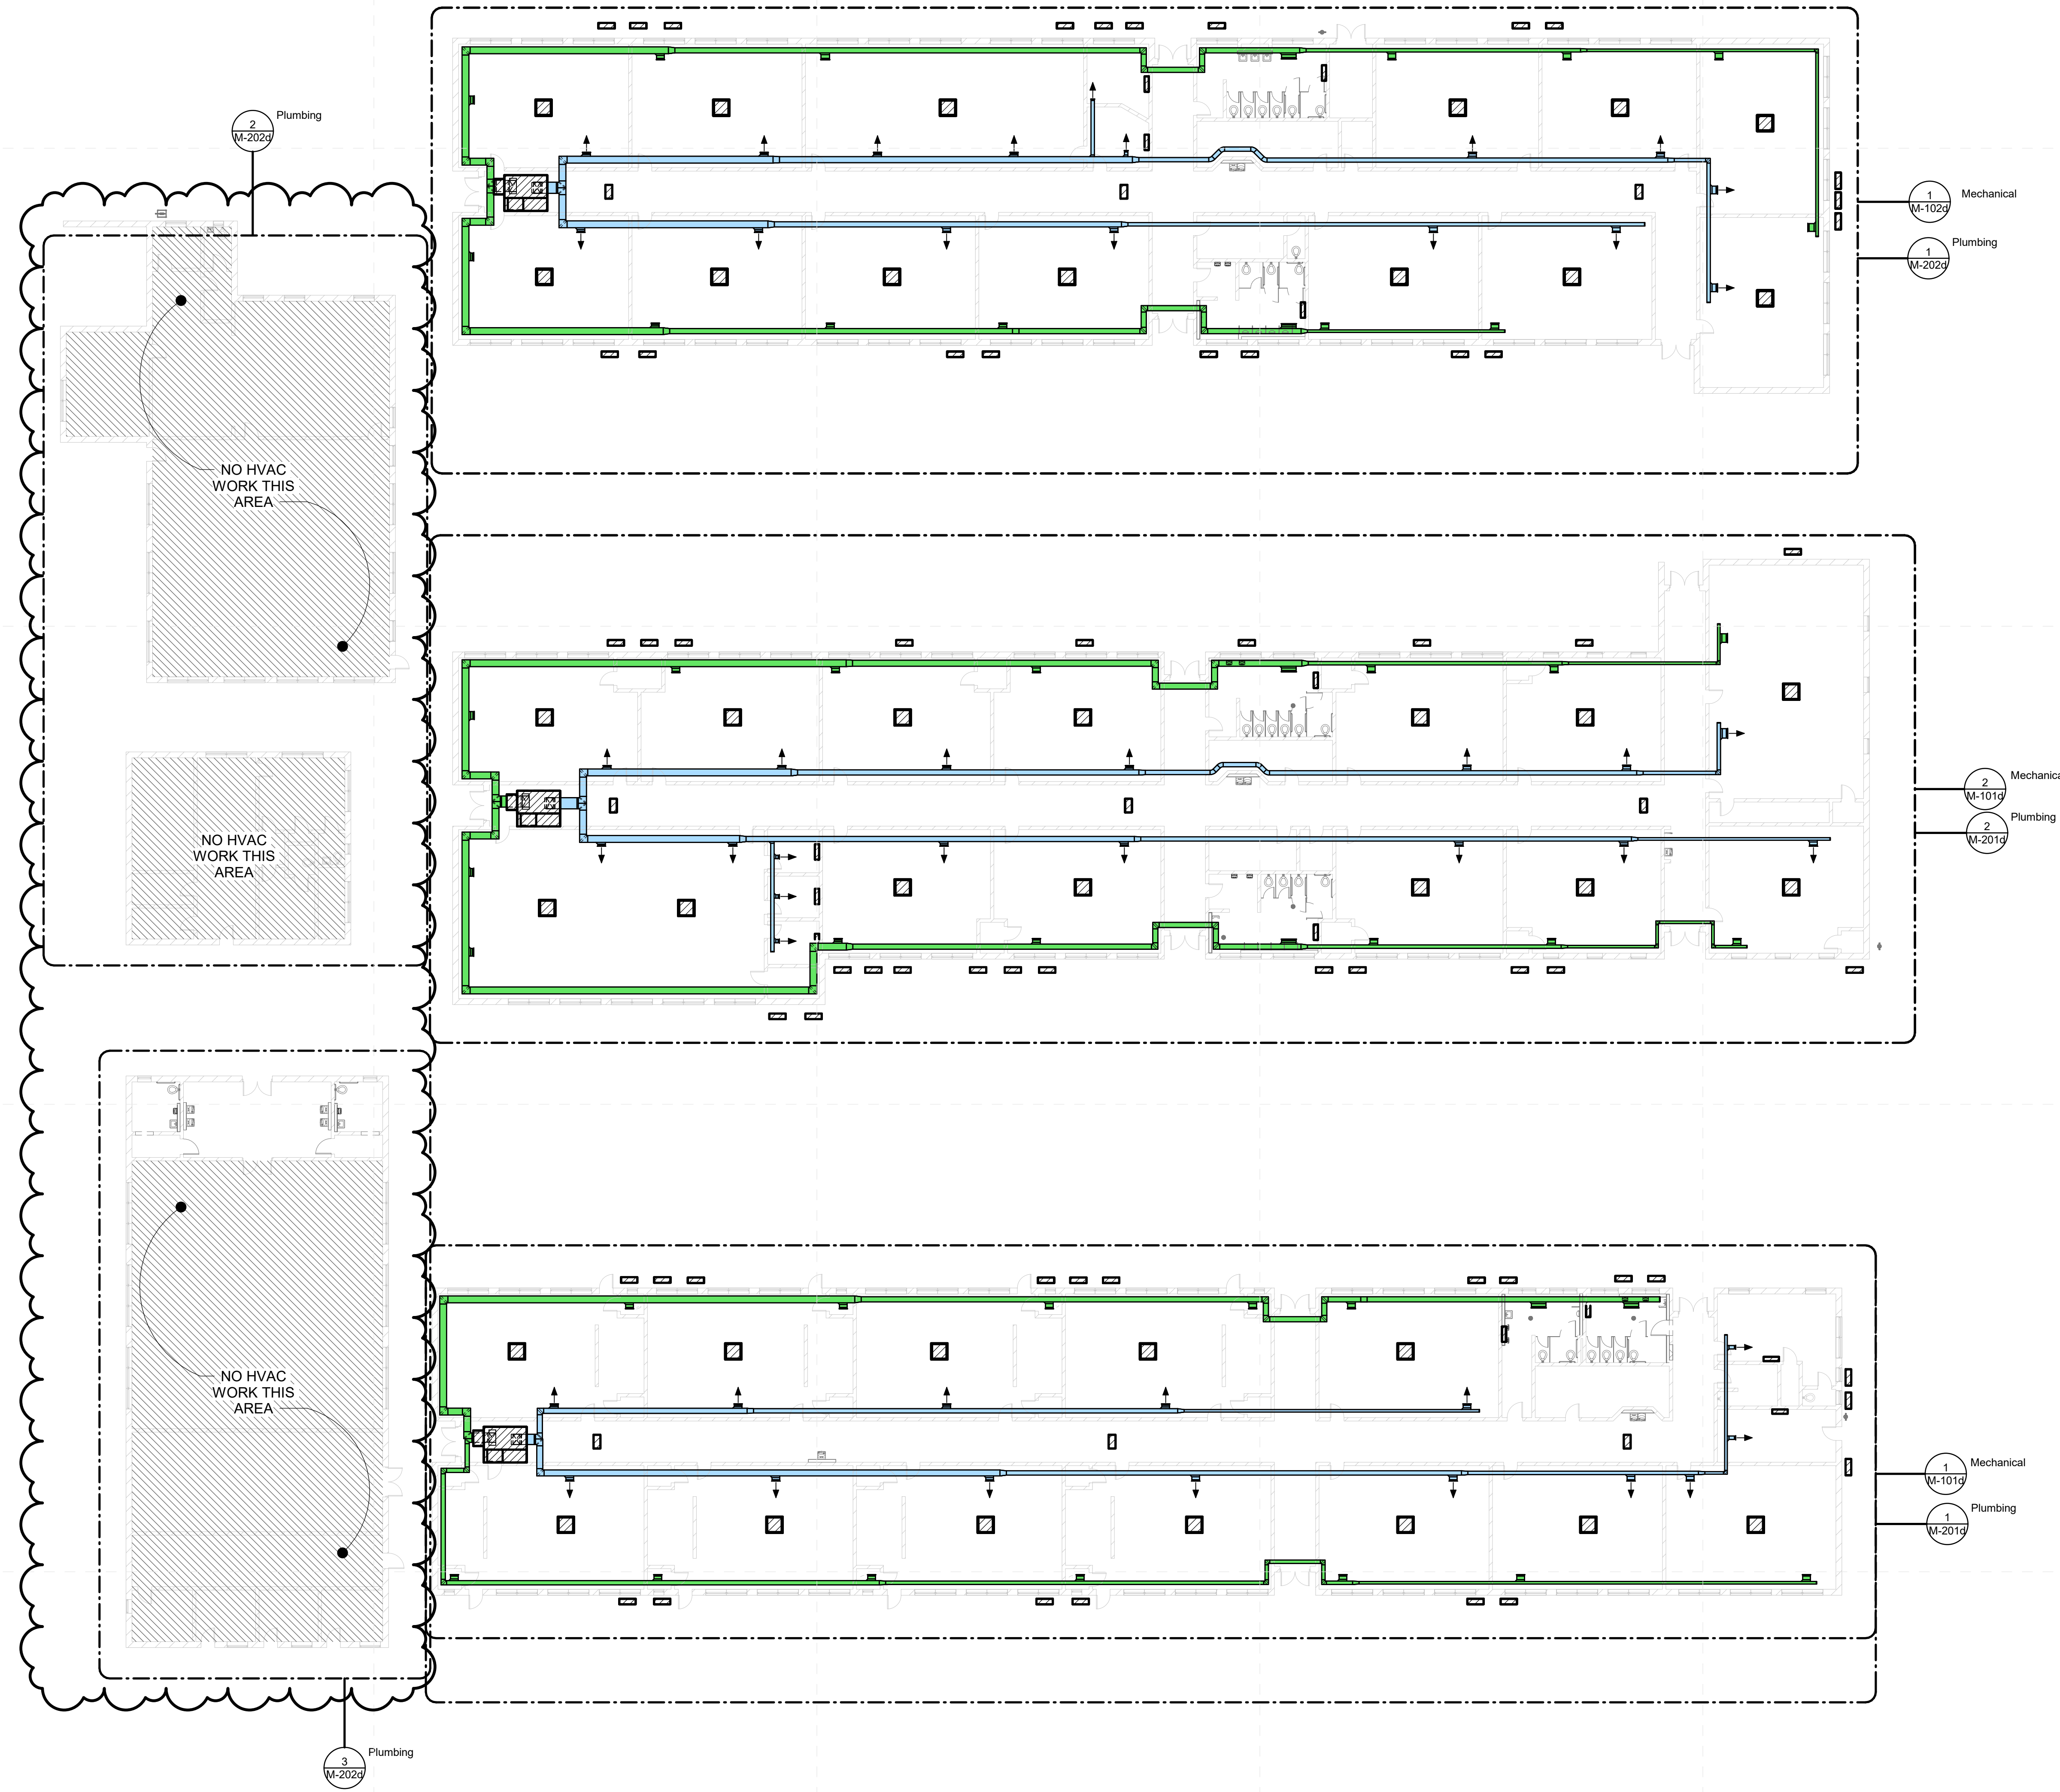 2
M-202d
Plumbing
1
M-102d
Mechanical
1
M-202d
Plumbing
NO HVAC
WORK THIS
AREA
2
M-101d
Mechanica
2
M-201d
Plumbing
NO HVAC
WORK THIS
AREA
NO HVAC
WORK THIS
AREA
1
M-101d
Mechanical
1
M-201d
Plumbing
3
M-202d
Plumbing